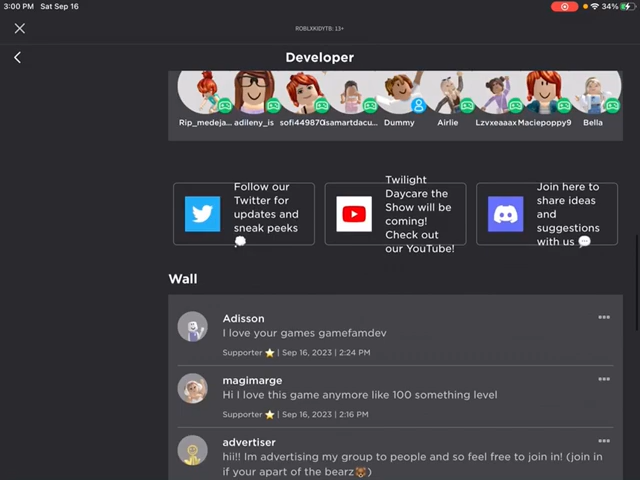 3:00 PM Sat Sep 16
34%
ROBLXKIDYTB: 13+
Developer
Rip_medeja... adileny_is sofi449870 1samartdacu... Dummy Airlie Lzvxeaaax Maciepoppy9 Bella
Follow our
Twitter for
updates and
sneak peeks
Twilight
Daycare the
Show will be
coming!
Check out
our YouTube!
Join here to
share ideas
and
suggestions
with us
Wall
Adisson
I love your games gamefamdev
Supporter ⭐ | Sep 16, 2023 | 2:24 PM
magimarge
Hi I love this game anymore like 100 something level
Supporter ⭐ | Sep 16, 2023 | 2:16 PM
advertiser
hii!! Im advertising my group to people and so feel free to join in! (join in
if your apart of the bearz🐻)